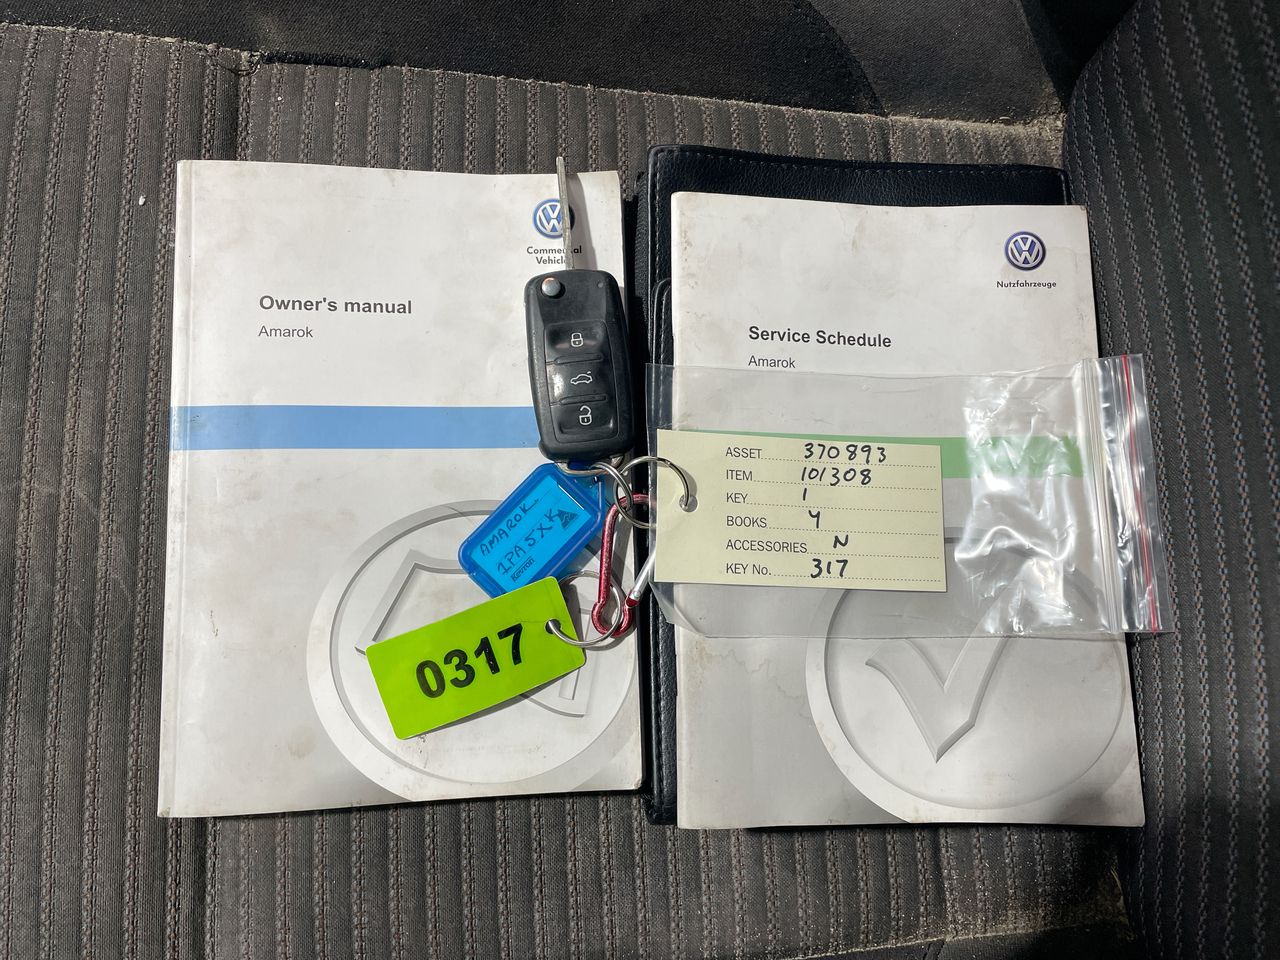 Commercial
Vehicles
Owner's manual
Amarok
Nutzfahrzeuge
Service Schedule
Amarok
AMAROK
1PA5XK
Kevron
0317
ASSET 370893
ITEM 101308
KEY 1
BOOKS Y
ACCESSORIES N
KEY No. 317